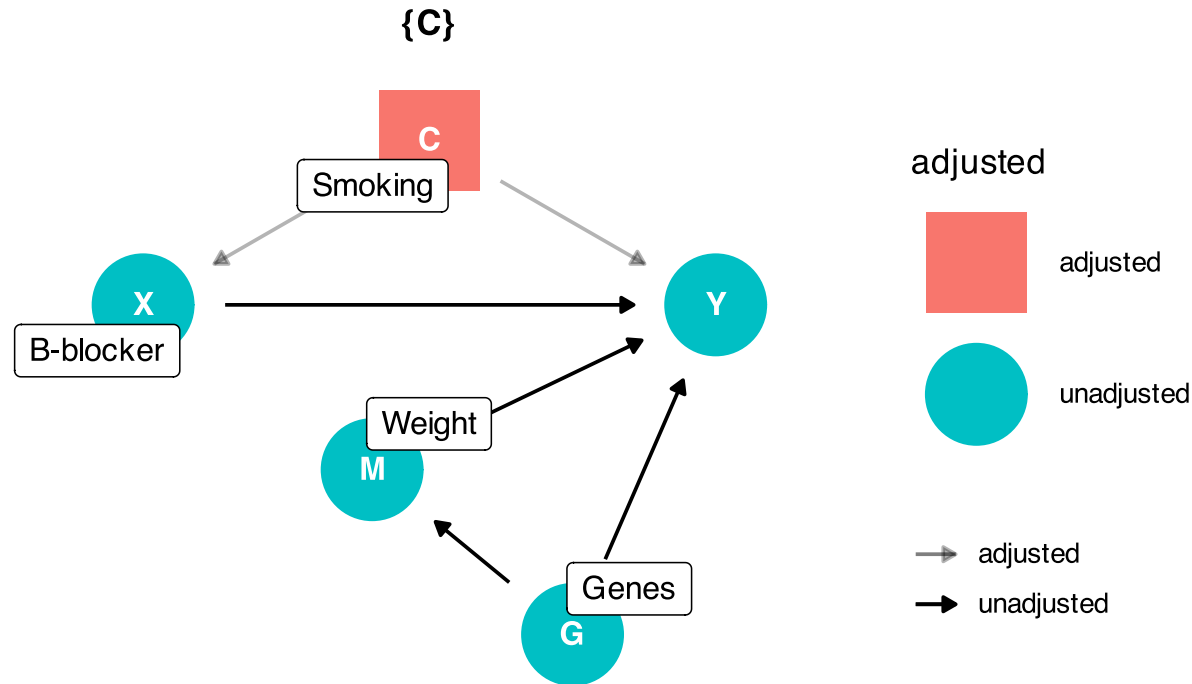 {C}
C
Smoking
X
B-blocker
Y
Weight
M
Genes
G
adjusted
adjusted
unadjusted
adjusted
unadjusted